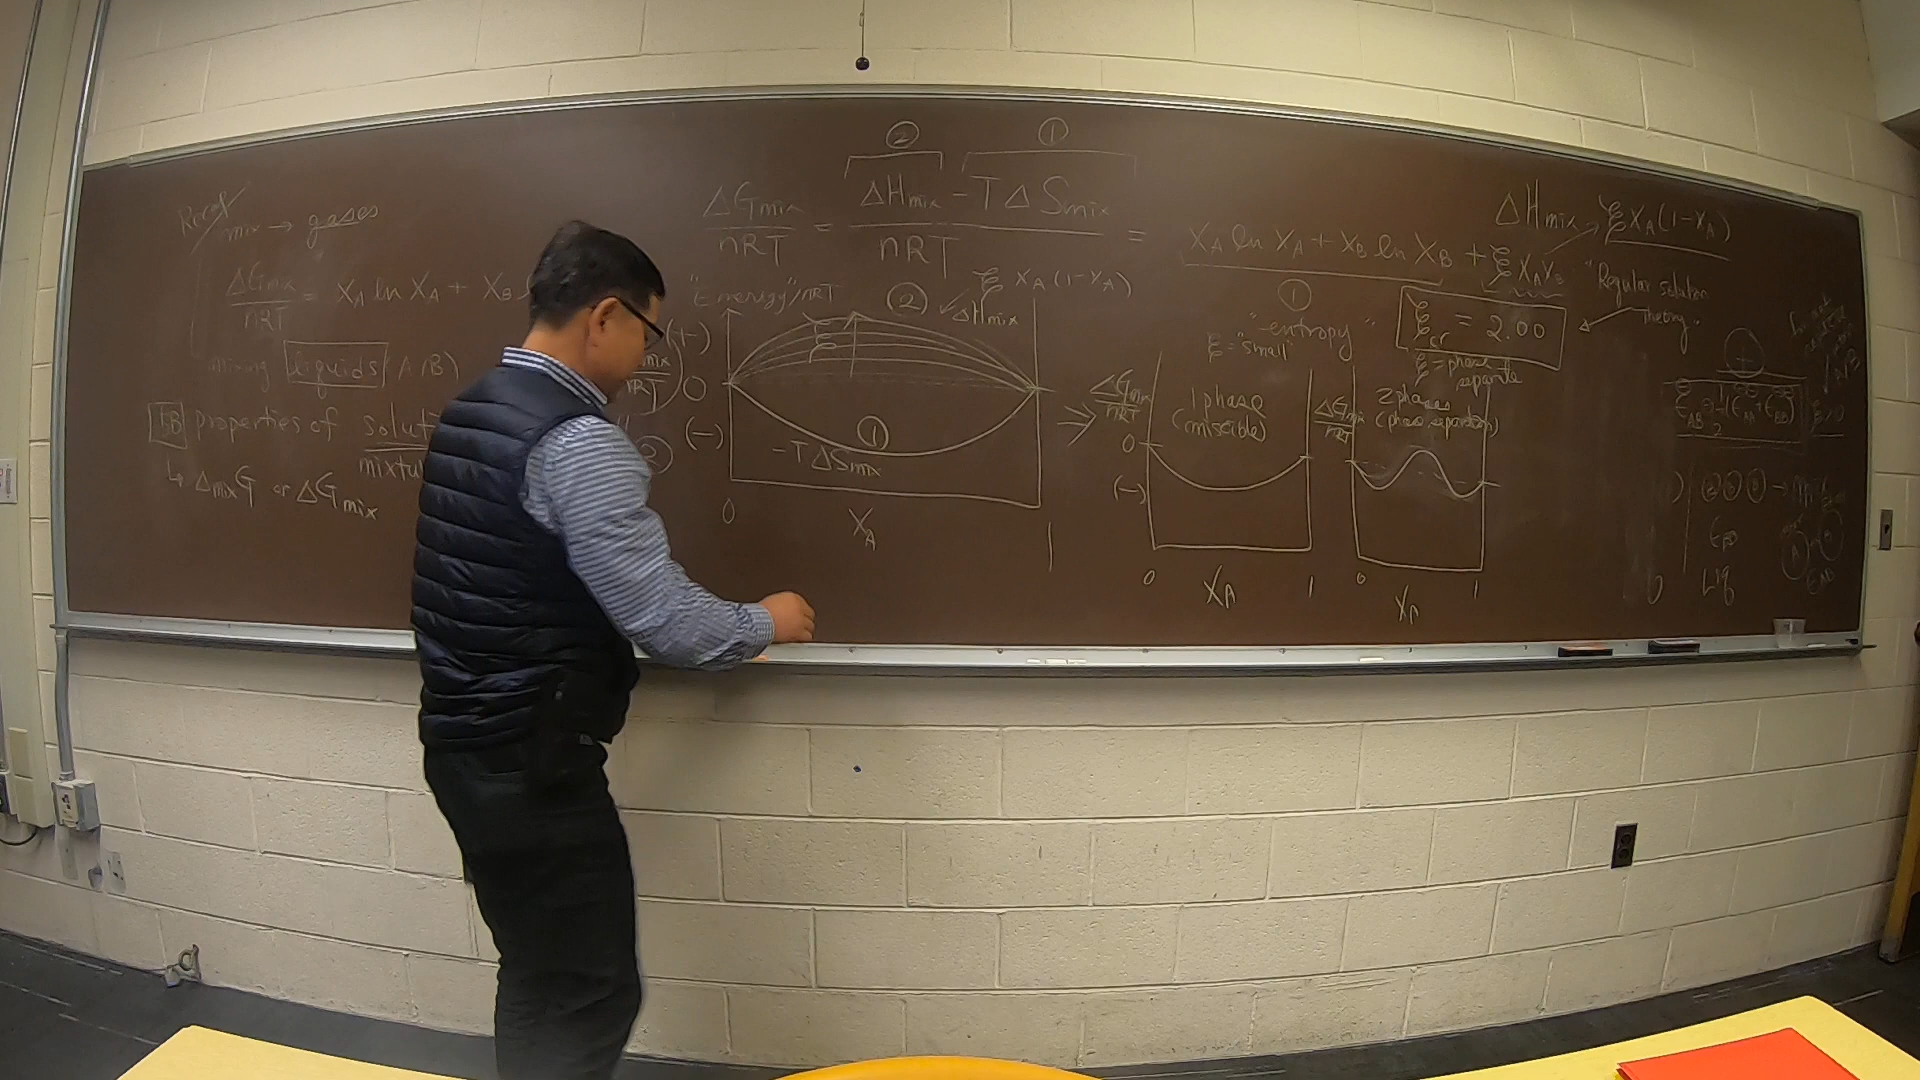 Recap
mix → gases
ΔGmix/nRT = XA ln XA + XB
mixing liquids (A/B)
5B properties of solut
mixtu
↳ ΔmixG or ΔGmix
② ①
ΔGmix/nRT = (ΔHmix - TΔSmix)/nRT = XA ln XA + XB ln XB + ξ XAXB
"Energy"/nRT
② ↙ ξ XA(1-XA)
ΔHmix
(+)
ξ
0
(-)
①
-TΔSmix
0 XA 1
①
"entropy"
ξ = "small"
⇒ ΔGmix/nRT
1 phase
(miscible)
0
(-)
0 XA 1
ΔHmix
ξ XA(1-XA)
"Regular solution
Theory"
ξcr = 2.00
ξ = phase
separate
ΔGmix/nRT
2 phases
(phase separation)
0 XA 1
+
Liq
A
εAB